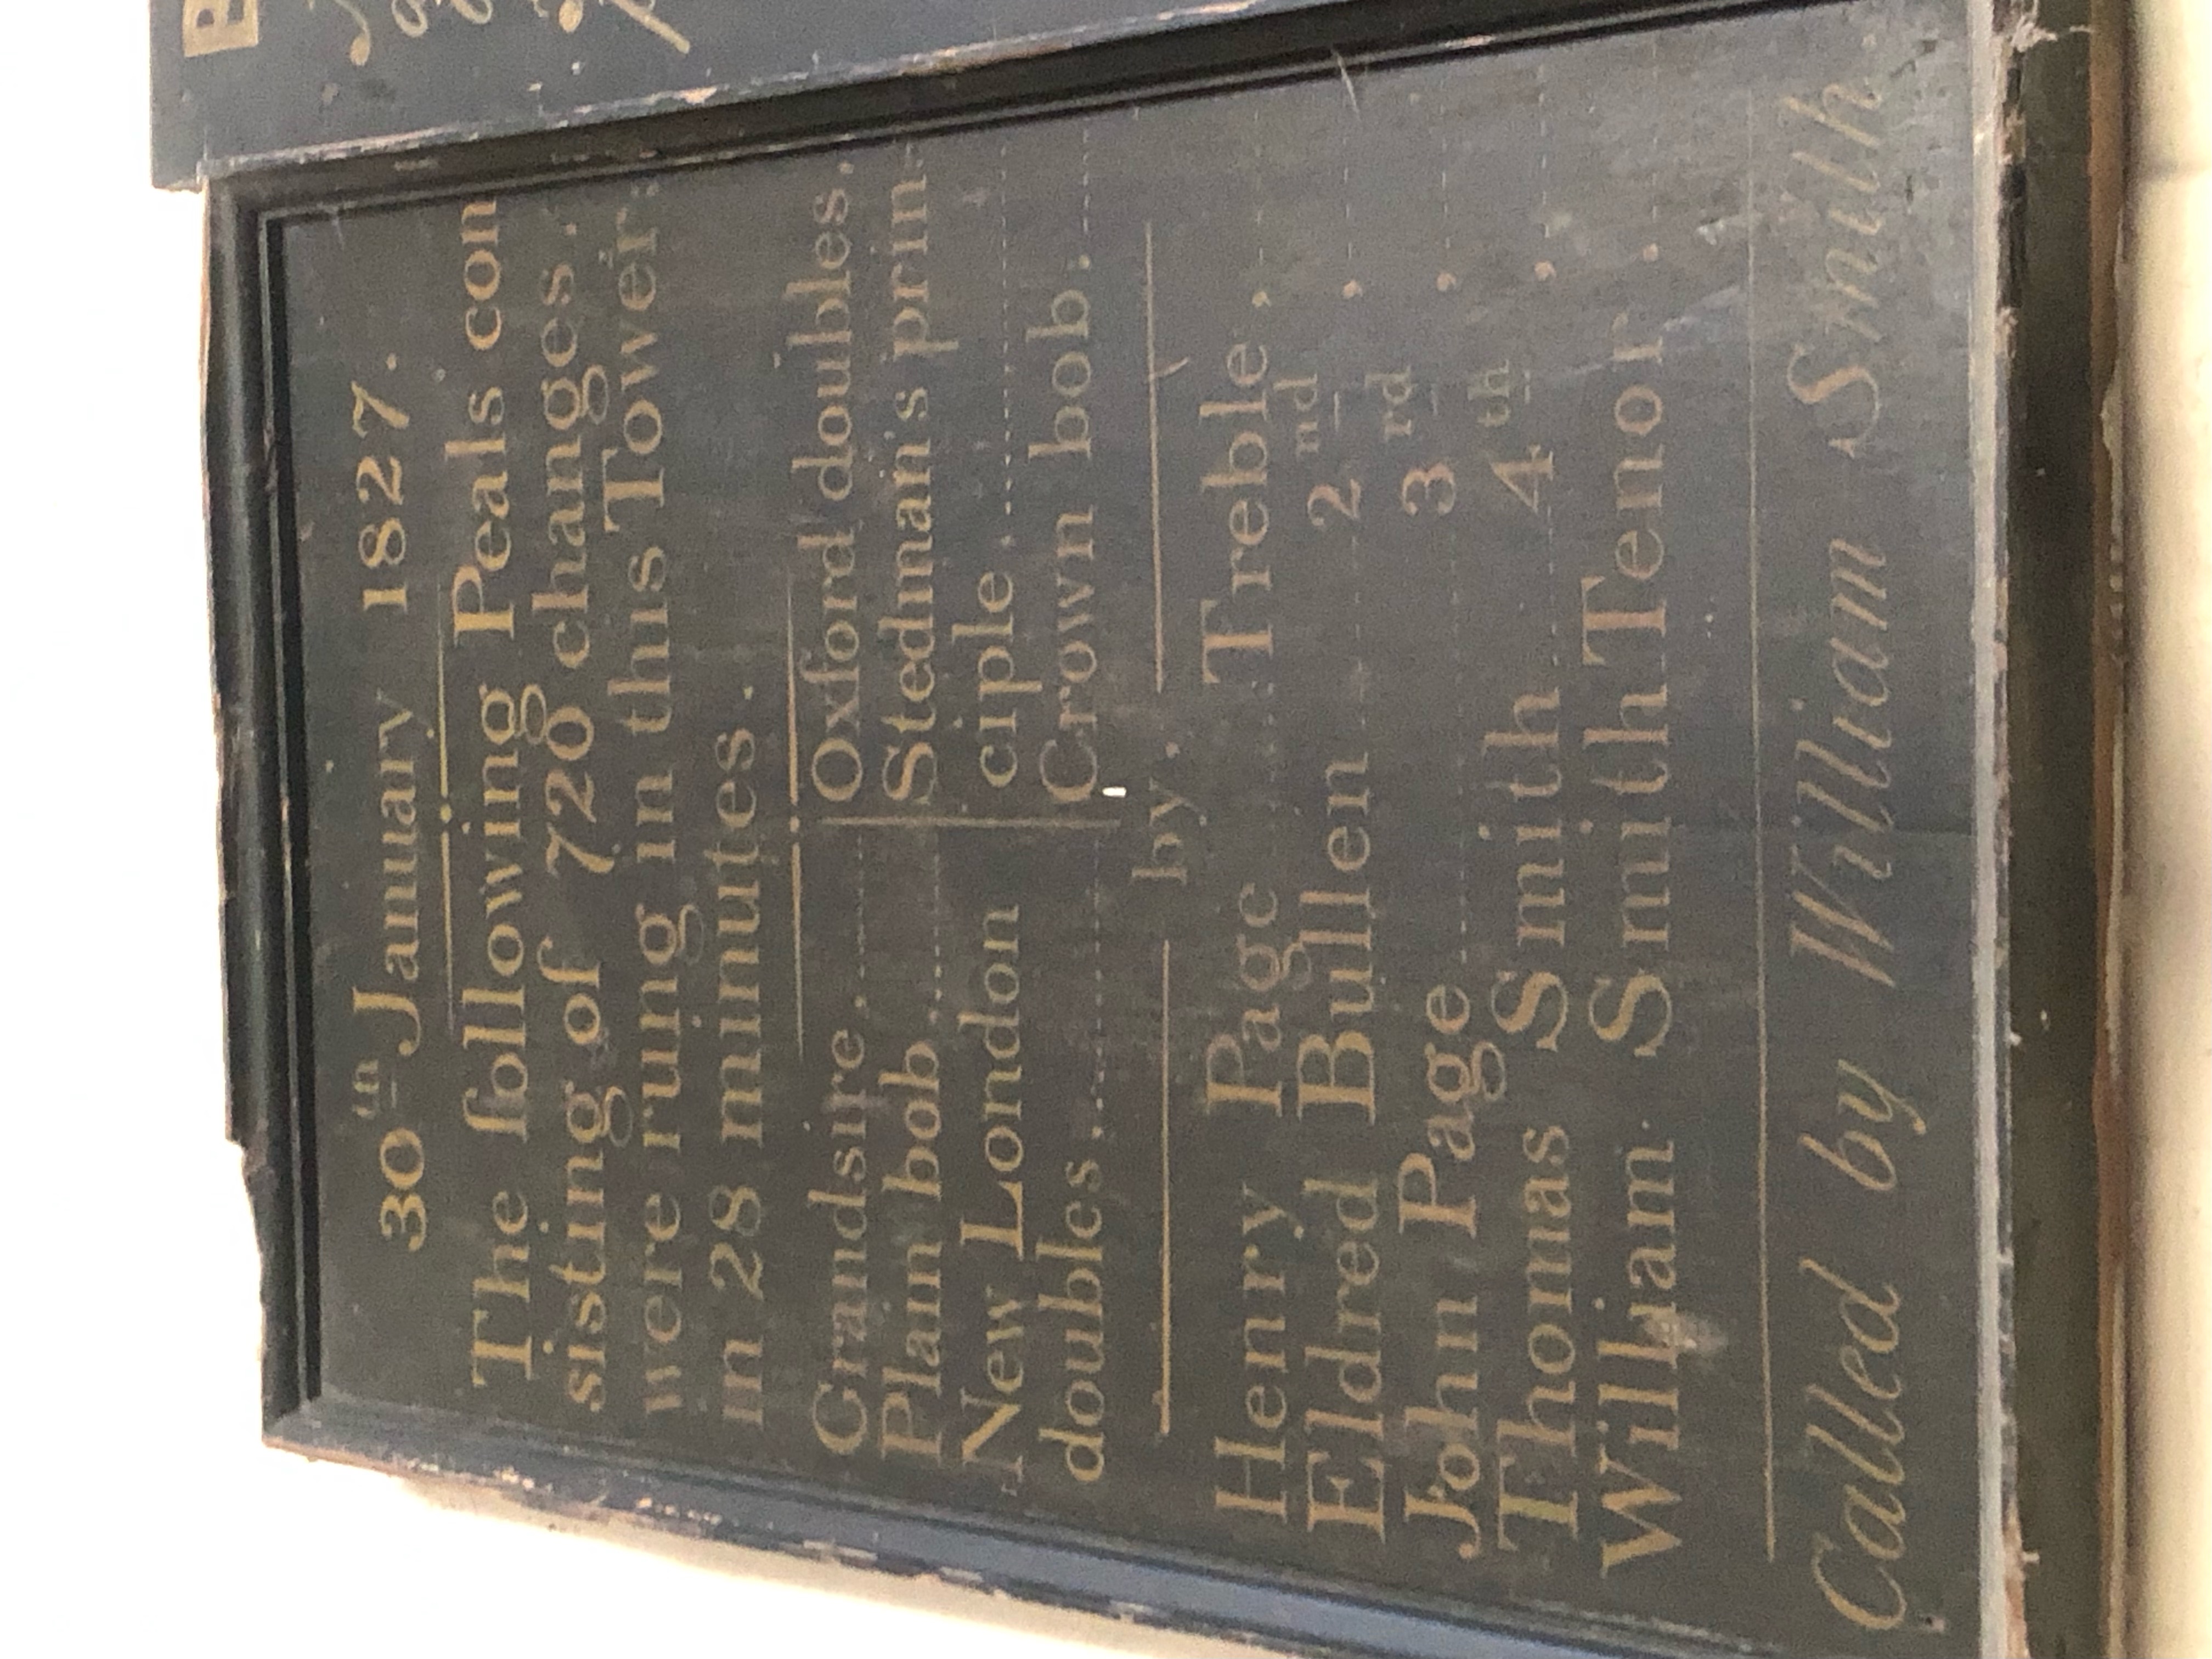 30th January 1827.
The following Peals con
sisting of 720 changes.
were rung in this Tower.
in 28 minutes.
Grandsire....
Plain bob....
New London
doubles....
Oxford doubles.
Stedman's prin-
ciple....
Crown bob.
by.
Henry Page Treble.
Eldred Bullen 2nd
John Page 3rd
Thomas Smith 4th
William Smith Tenor.
Called by William Smith